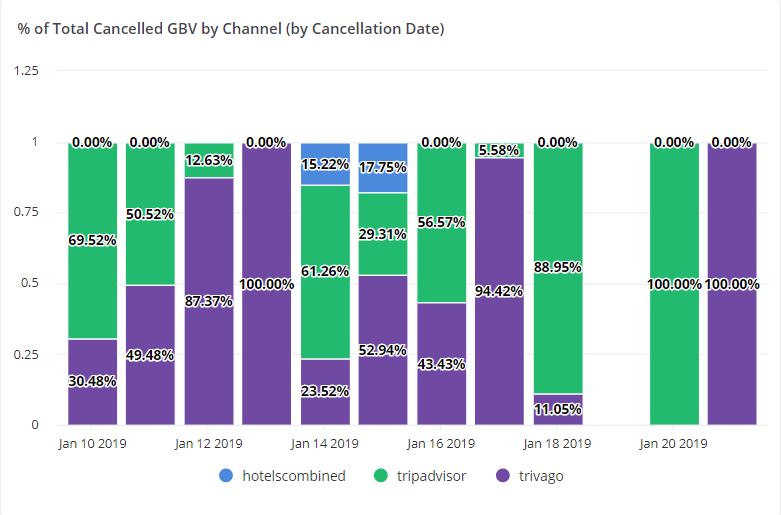 % of Total Cancelled GBV by Channel (by Cancellation Date)
1.25
1
0.75
0.5
0.25
0
0.00% 0.00% 0.00% 0.00% 0.00% 0.00% 0.00%
12.63% 15.22% 17.75% 5.58%
69.52% 50.52% 61.26% 29.31% 56.57% 88.95%
87.37% 100.00% 94.42% 100.00% 100.00%
30.48% 49.48% 23.52% 52.94% 43.43% 11.05%
Jan 10 2019 Jan 12 2019 Jan 14 2019 Jan 16 2019 Jan 18 2019 Jan 20 2019
hotelscombined tripadvisor trivago